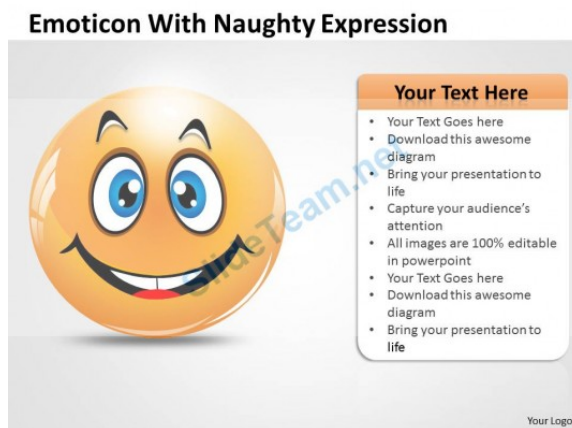 Emoticon With Naughty Expression
Your Text Here
• Your Text Goes here
• Download this awesome
diagram
• Bring your presentation to
life
• Capture your audience's
attention
• All images are 100% editable
in powerpoint
• Your Text Goes here
• Download this awesome
diagram
• Bring your presentation to
life
SlideTeam.net
Your Logo